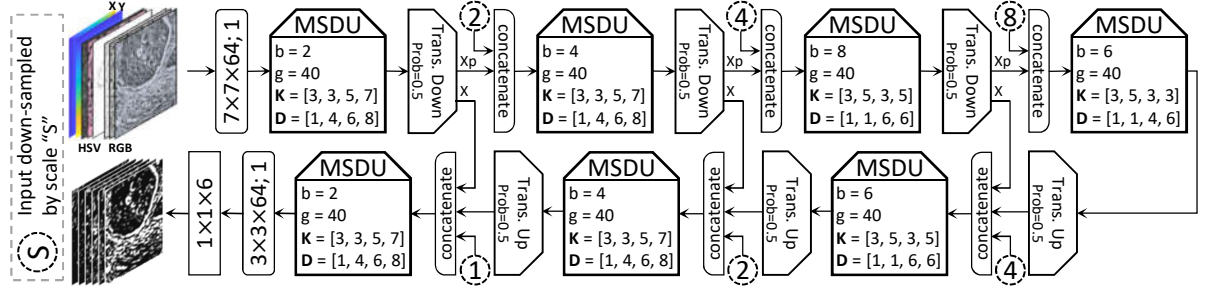 Input down-sampled
by scale "S"
S
X y
HSV RGB
7×7×64; 1
MSDU
b = 2
g = 40
K = [3, 3, 5, 7]
D = [1, 4, 6, 8]
Trans. Down
Prob=0.5
Xp
X
2
concatenate
MSDU
b = 4
g = 40
K = [3, 3, 5, 7]
D = [1, 4, 6, 8]
Trans. Down
Prob=0.5
Xp
X
4
concatenate
MSDU
b = 8
g = 40
K = [3, 5, 3, 5]
D = [1, 1, 6, 6]
Trans. Down
Prob=0.5
Xp
X
8
concatenate
MSDU
b = 6
g = 40
K = [3, 5, 3, 3]
D = [1, 1, 4, 6]
Trans. Up
Prob=0.5
concatenate
4
MSDU
b = 6
g = 40
K = [3, 5, 3, 5]
D = [1, 1, 6, 6]
Trans. Up
Prob=0.5
concatenate
2
MSDU
b = 4
g = 40
K = [3, 3, 5, 7]
D = [1, 4, 6, 8]
Trans. Up
Prob=0.5
concatenate
1
MSDU
b = 2
g = 40
K = [3, 3, 5, 7]
D = [1, 4, 6, 8]
3×3×64; 1
1×1×6